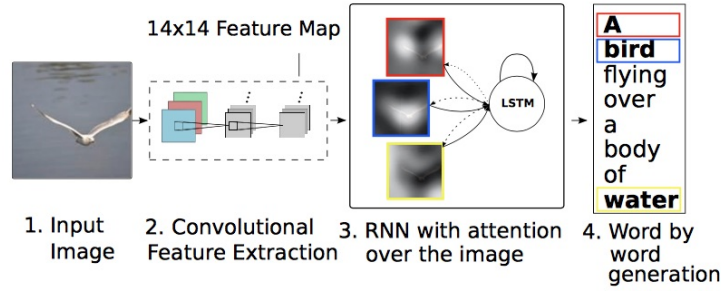 14x14 Feature Map
LSTM
A
bird
flying
over
a
body
of
water
1. Input
Image
2. Convolutional
Feature Extraction
3. RNN with attention
over the image
4. Word by
word
generation